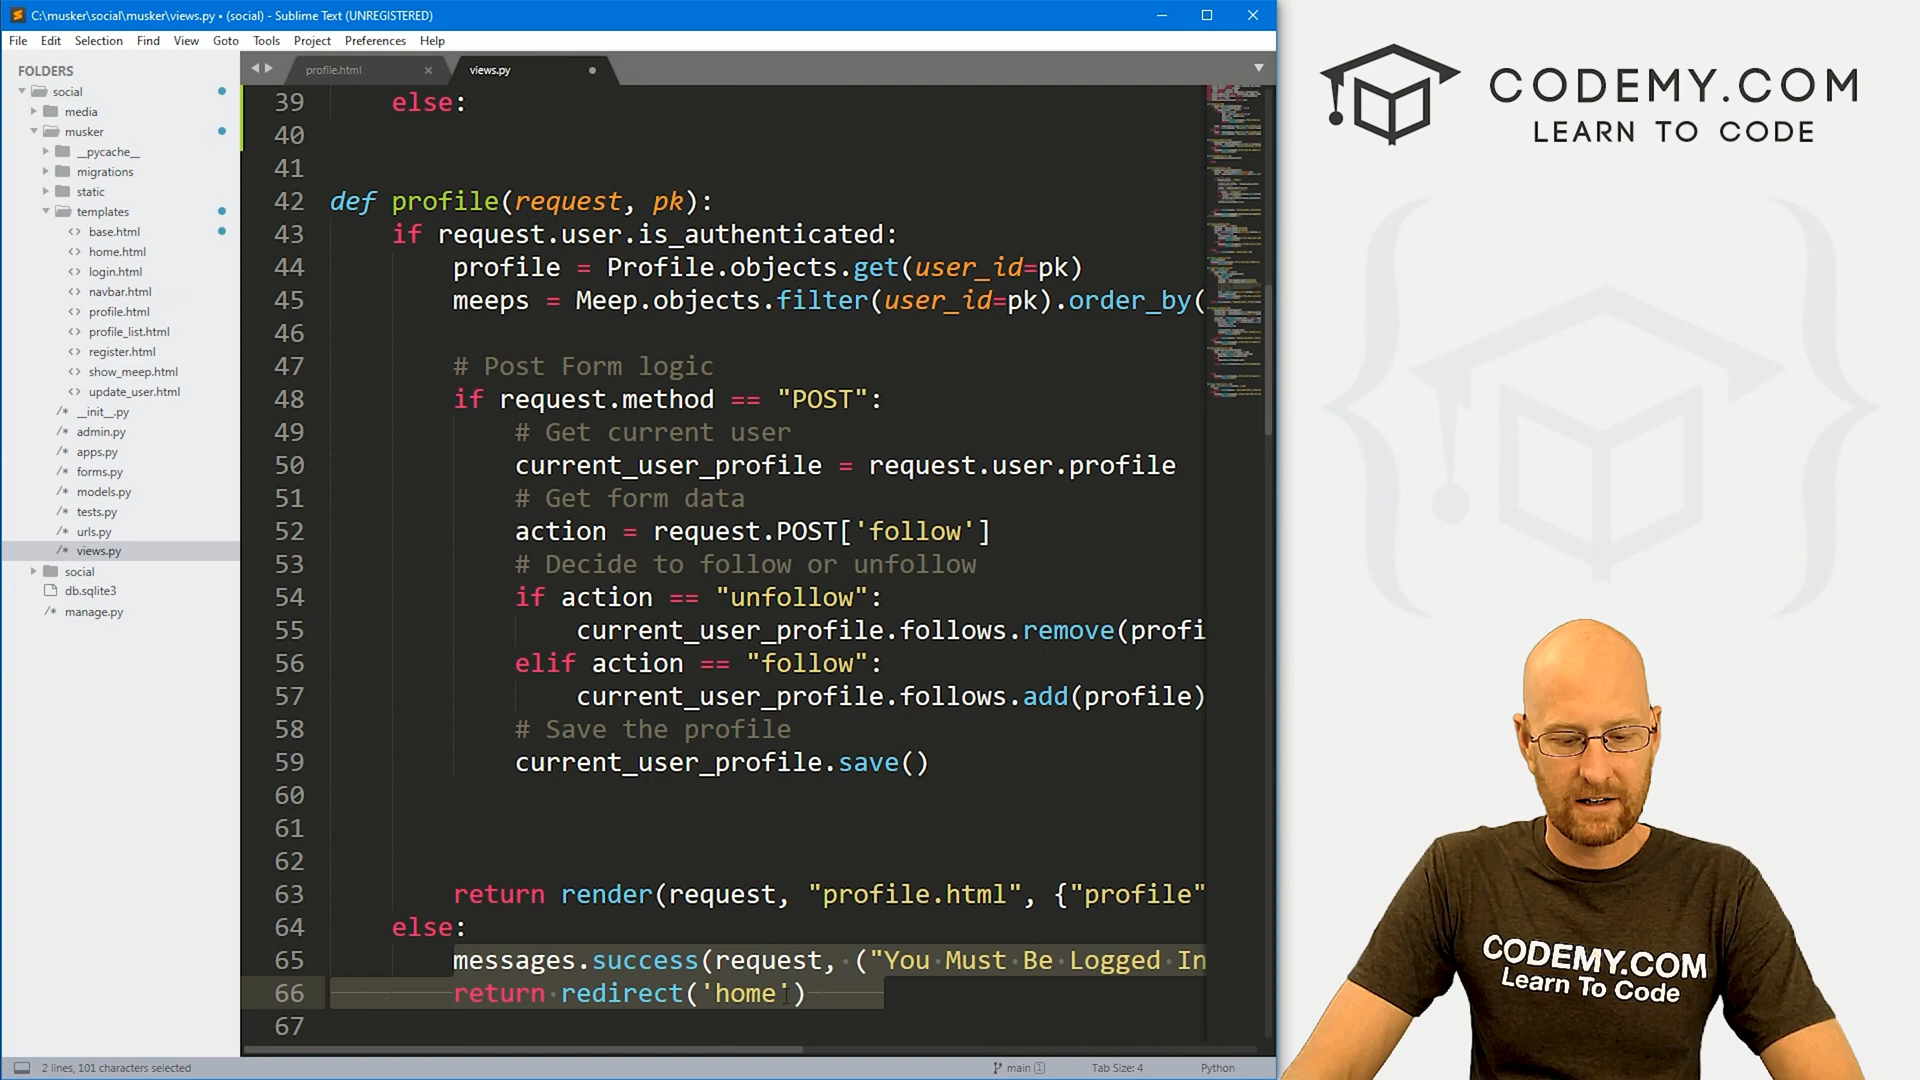 C:\musker\social\musker\views.py • (social) - Sublime Text (UNREGISTERED)
File Edit Selection Find View Goto Tools Project Preferences Help
FOLDERS
social
media
musker
__pycache__
migrations
static
templates
base.html
home.html
login.html
navbar.html
profile.html
profile_list.html
register.html
show_meep.html
update_user.html
__init__.py
admin.py
apps.py
forms.py
models.py
tests.py
urls.py
views.py
social
db.sqlite3
manage.py
profile.html views.py
39 else:
40
41
42 def profile(request, pk):
43 if request.user.is_authenticated:
44 profile = Profile.objects.get(user_id=pk)
45 meeps = Meep.objects.filter(user_id=pk).order_by(
46
47 # Post Form logic
48 if request.method == "POST":
49 # Get current user
50 current_user_profile = request.user.profile
51 # Get form data
52 action = request.POST['follow']
53 # Decide to follow or unfollow
54 if action == "unfollow":
55 current_user_profile.follows.remove(profi
56 elif action == "follow":
57 current_user_profile.follows.add(profile)
58 # Save the profile
59 current_user_profile.save()
60
61
62
63 return render(request, "profile.html", {"profile"
64 else:
65 messages.success(request, ("You Must Be Logged In
66 return redirect('home')
67
2 lines, 101 characters selected
main 1 Tab Size: 4 Python
CODEMY.COM
LEARN TO CODE
CODEMY.COM
Learn To Code